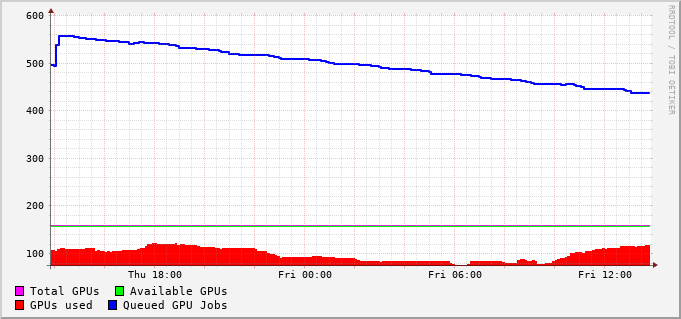 600
500
400
300
200
100
Thu 18:00 Fri 00:00 Fri 06:00 Fri 12:00
Total GPUs Available GPUs
GPUs used Queued GPU Jobs
RRDTOOL / TOBI OETIKER